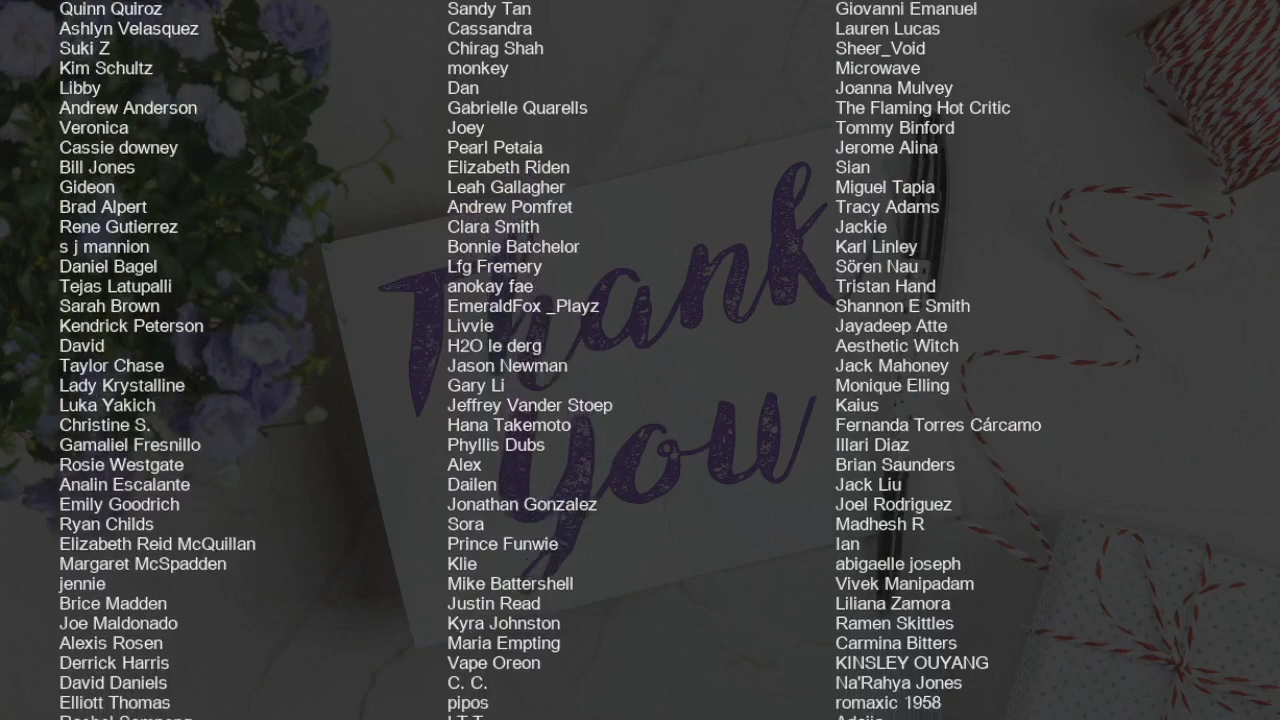 Quinn Quiroz
Ashlyn Velasquez
Suki Z
Kim Schultz
Libby
Andrew Anderson
Veronica
Cassie downey
Bill Jones
Gideon
Brad Alpert
Rene Gutierrez
s j mannion
Daniel Bagel
Tejas Latupalli
Sarah Brown
Kendrick Peterson
David
Taylor Chase
Lady Krystalline
Luka Yakich
Christine S.
Gamaliel Fresnillo
Rosie Westgate
Analin Escalante
Emily Goodrich
Ryan Childs
Elizabeth Reid McQuillan
Margaret McSpadden
jennie
Brice Madden
Joe Maldonado
Alexis Rosen
Derrick Harris
David Daniels
Elliott Thomas
Sandy Tan
Cassandra
Chirag Shah
monkey
Dan
Gabrielle Quarells
Joey
Pearl Petaia
Elizabeth Riden
Leah Gallagher
Andrew Pomfret
Clara Smith
Bonnie Batchelor
Lfg Fremery
anokay fae
EmeraldFox _Playz
Livvie
H2O le derg
Jason Newman
Gary Li
Jeffrey Vander Stoep
Hana Takemoto
Phyllis Dubs
Alex
Dailen
Jonathan Gonzalez
Sora
Prince Funwie
Klie
Mike Battershell
Justin Read
Kyra Johnston
Maria Empting
Vape Oreon
C. C.
pipos
Giovanni Emanuel
Lauren Lucas
Sheer_Void
Microwave
Joanna Mulvey
The Flaming Hot Critic
Tommy Binford
Jerome Alina
Sian
Miguel Tapia
Tracy Adams
Jackie
Karl Linley
Sören Nau
Tristan Hand
Shannon E Smith
Jayadeep Atte
Aesthetic Witch
Jack Mahoney
Monique Elling
Kaius
Fernanda Torres Cárcamo
Illari Diaz
Brian Saunders
Jack Liu
Joel Rodriguez
Madhesh R
Ian
abigaelle joseph
Vivek Manipadam
Liliana Zamora
Ramen Skittles
Carmina Bitters
KINSLEY OUYANG
Na'Rahya Jones
romaxic 1958
Thank
you